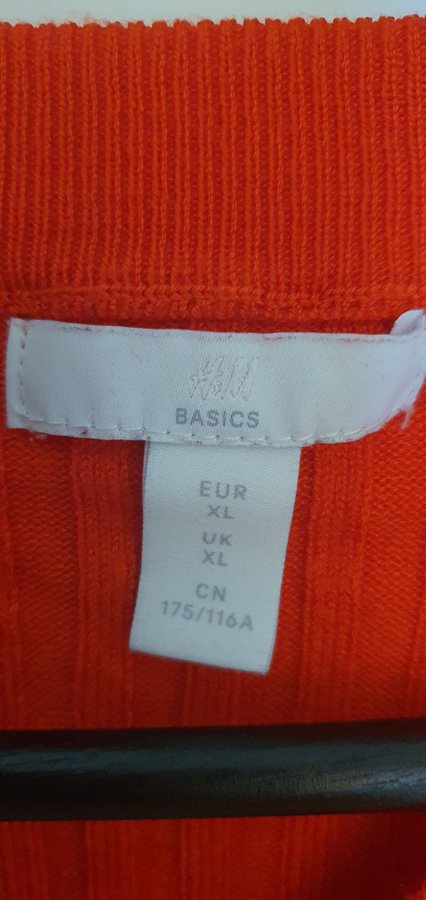 H&M
BASICS
EUR
XL
UK
XL
CN
175/116A